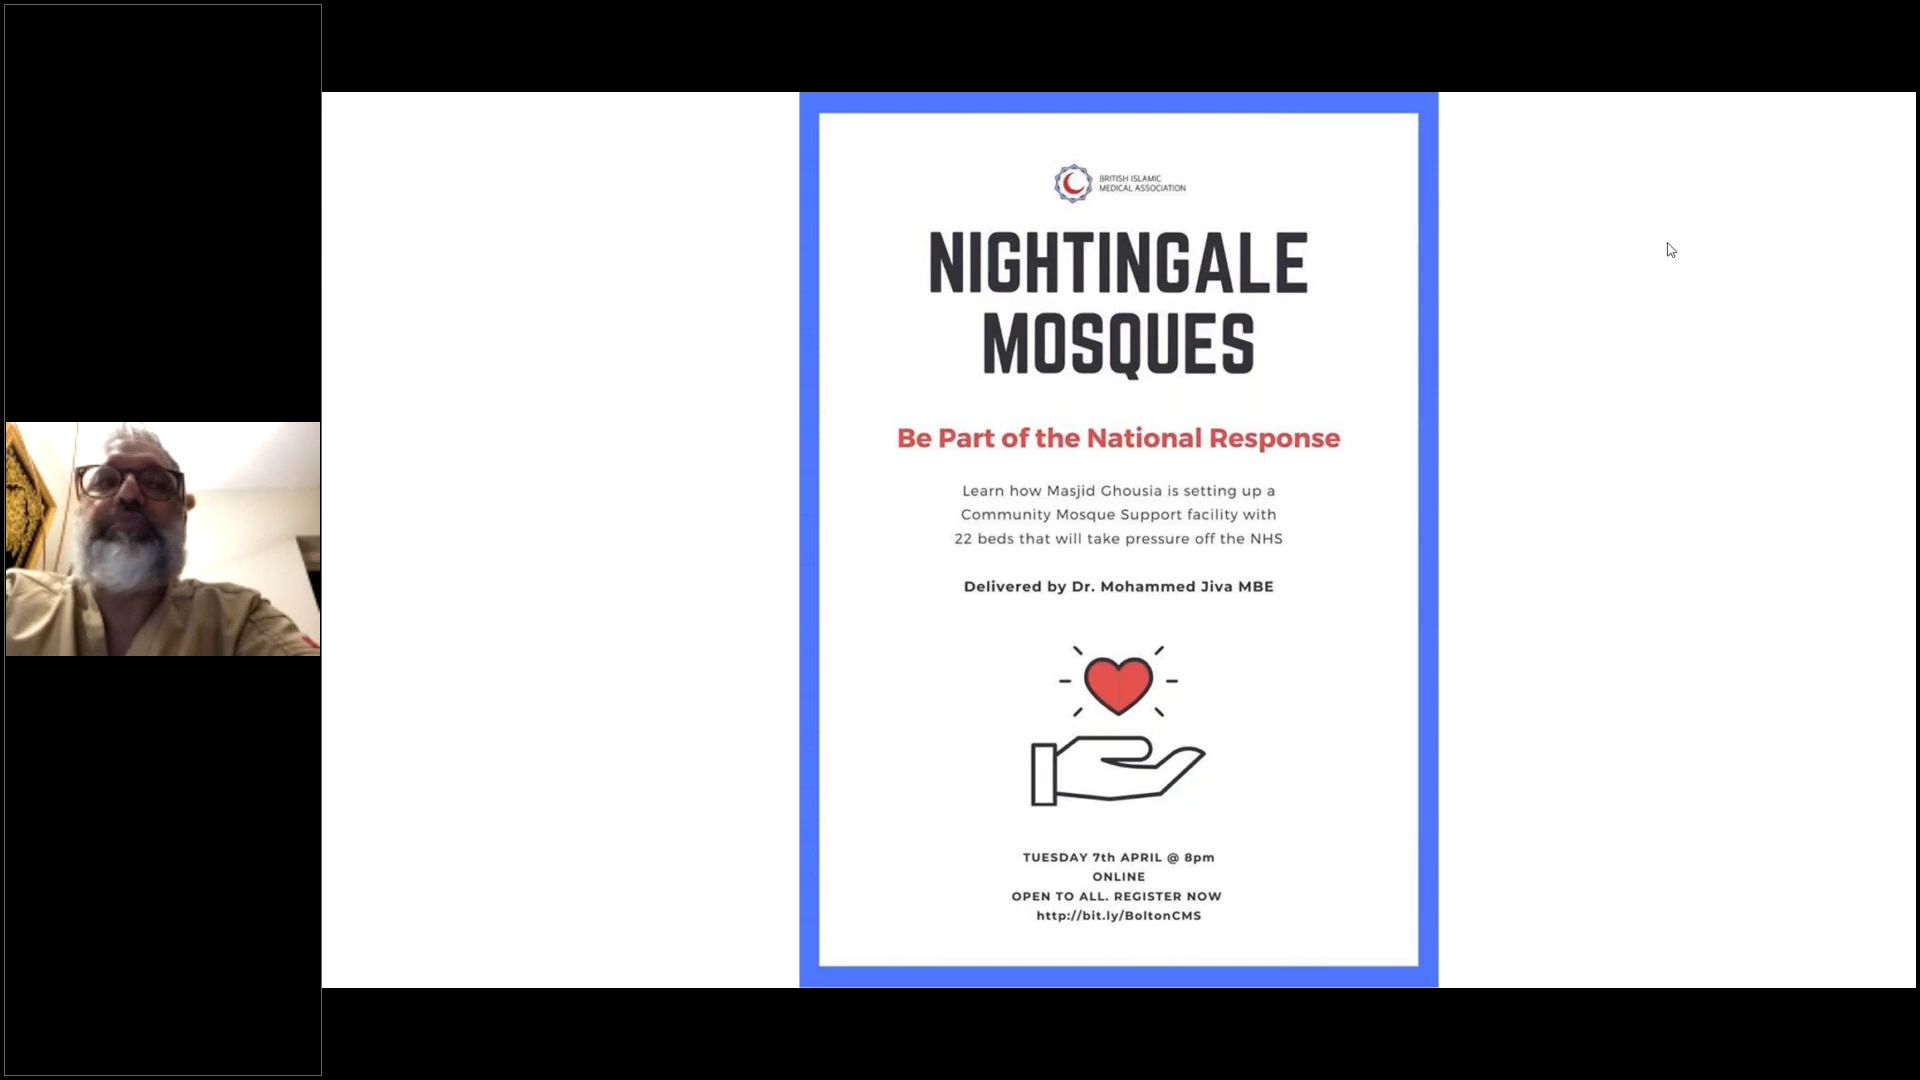 BRITISH ISLAMIC
MEDICAL ASSOCIATION
NIGHTINGALE
MOSQUES
Be Part of the National Response
Learn how Masjid Ghousia is setting up a
Community Mosque Support facility with
22 beds that will take pressure off the NHS
Delivered by Dr. Mohammed Jiva MBE
TUESDAY 7th APRIL @ 8pm
ONLINE
OPEN TO ALL. REGISTER NOW
http://bit.ly/BoltonCMS